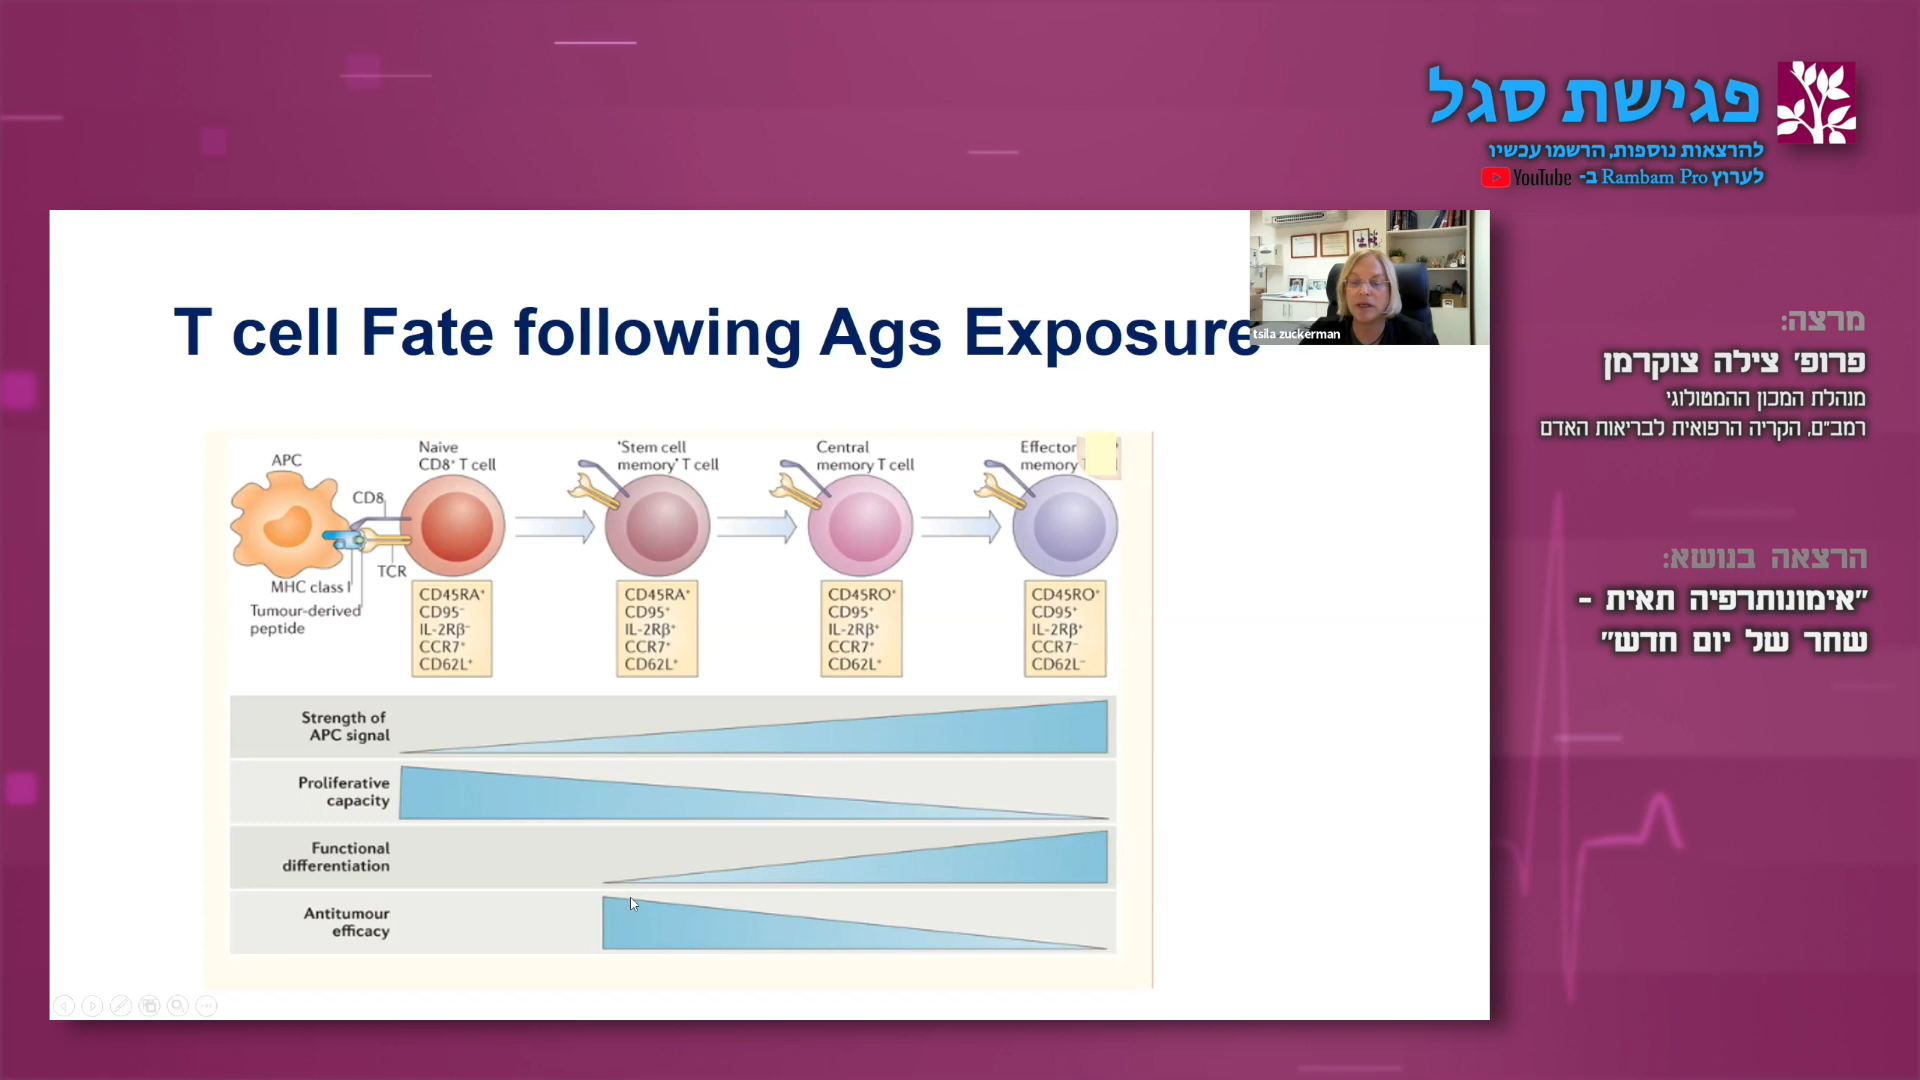 פגישת סגל
להרצאות נוספות, הרשמו עכשיו
לערוץ Rambam Pro ב- YouTube
tsila zuckerman
T cell Fate following Ags Exposure
מרצה:
פרופ' צילה צוקרמן
מנהלת המכון ההמטולוגי
רמב"ם, הקריה הרפואית לבריאות האדם
הרצאה בנושא:
"אימונותרפיה תאית -
שחר של יום חדש"
APC
CD8
TCR
MHC class I
Tumour-derived
peptide
Naive
CD8⁺ T cell
CD45RA⁺
CD95⁻
IL-2Rβ⁻
CCR7⁺
CD62L⁺
'Stem cell
memory' T cell
CD45RA⁺
CD95⁺
IL-2Rβ⁺
CCR7⁺
CD62L⁺
Central
memory T cell
CD45RO⁺
CD95⁺
IL-2Rβ⁺
CCR7⁺
CD62L⁺
Effector
memory
CD45RO⁺
CD95⁺
IL-2Rβ⁺
CCR7⁻
CD62L⁻
Strength of
APC signal
Proliferative
capacity
Functional
differentiation
Antitumour
efficacy